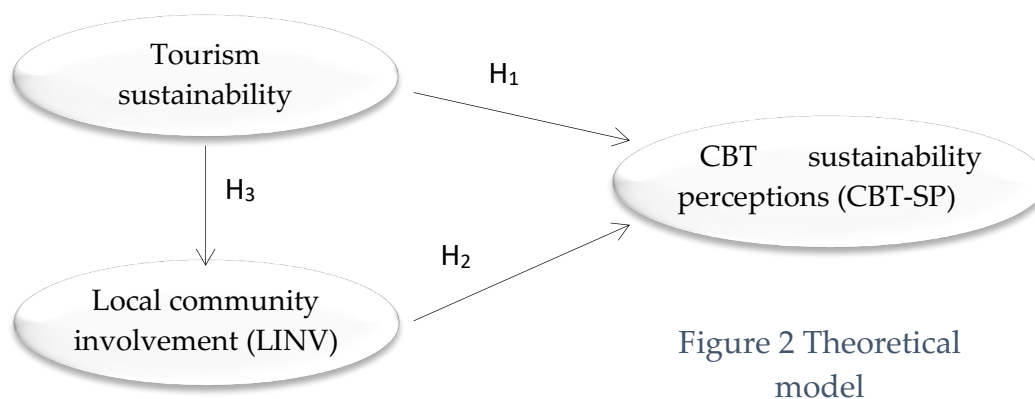 Tourism
sustainability
H₁
CBT sustainability
perceptions (CBT-SP)
H₃
H₂
Local community
involvement (LINV)
Figure 2 Theoretical
model